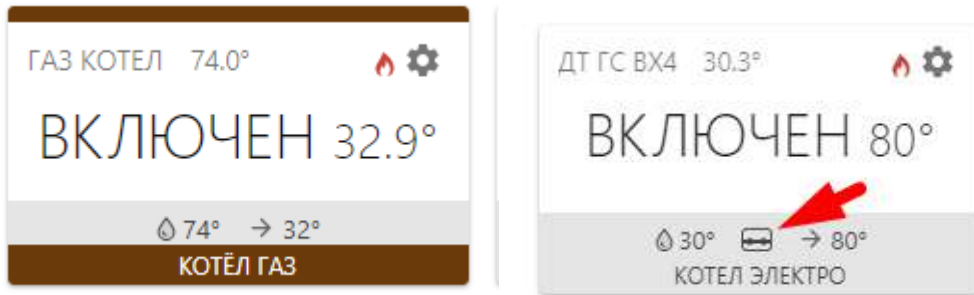 ГАЗ КОТЕЛ 74.0°
ВКЛЮЧЕН 32.9°
74° → 32°
КОТЁЛ ГАЗ
ДТ ГС ВХ4 30.3°
ВКЛЮЧЕН 80°
30° → 80°
КОТЕЛ ЭЛЕКТРО